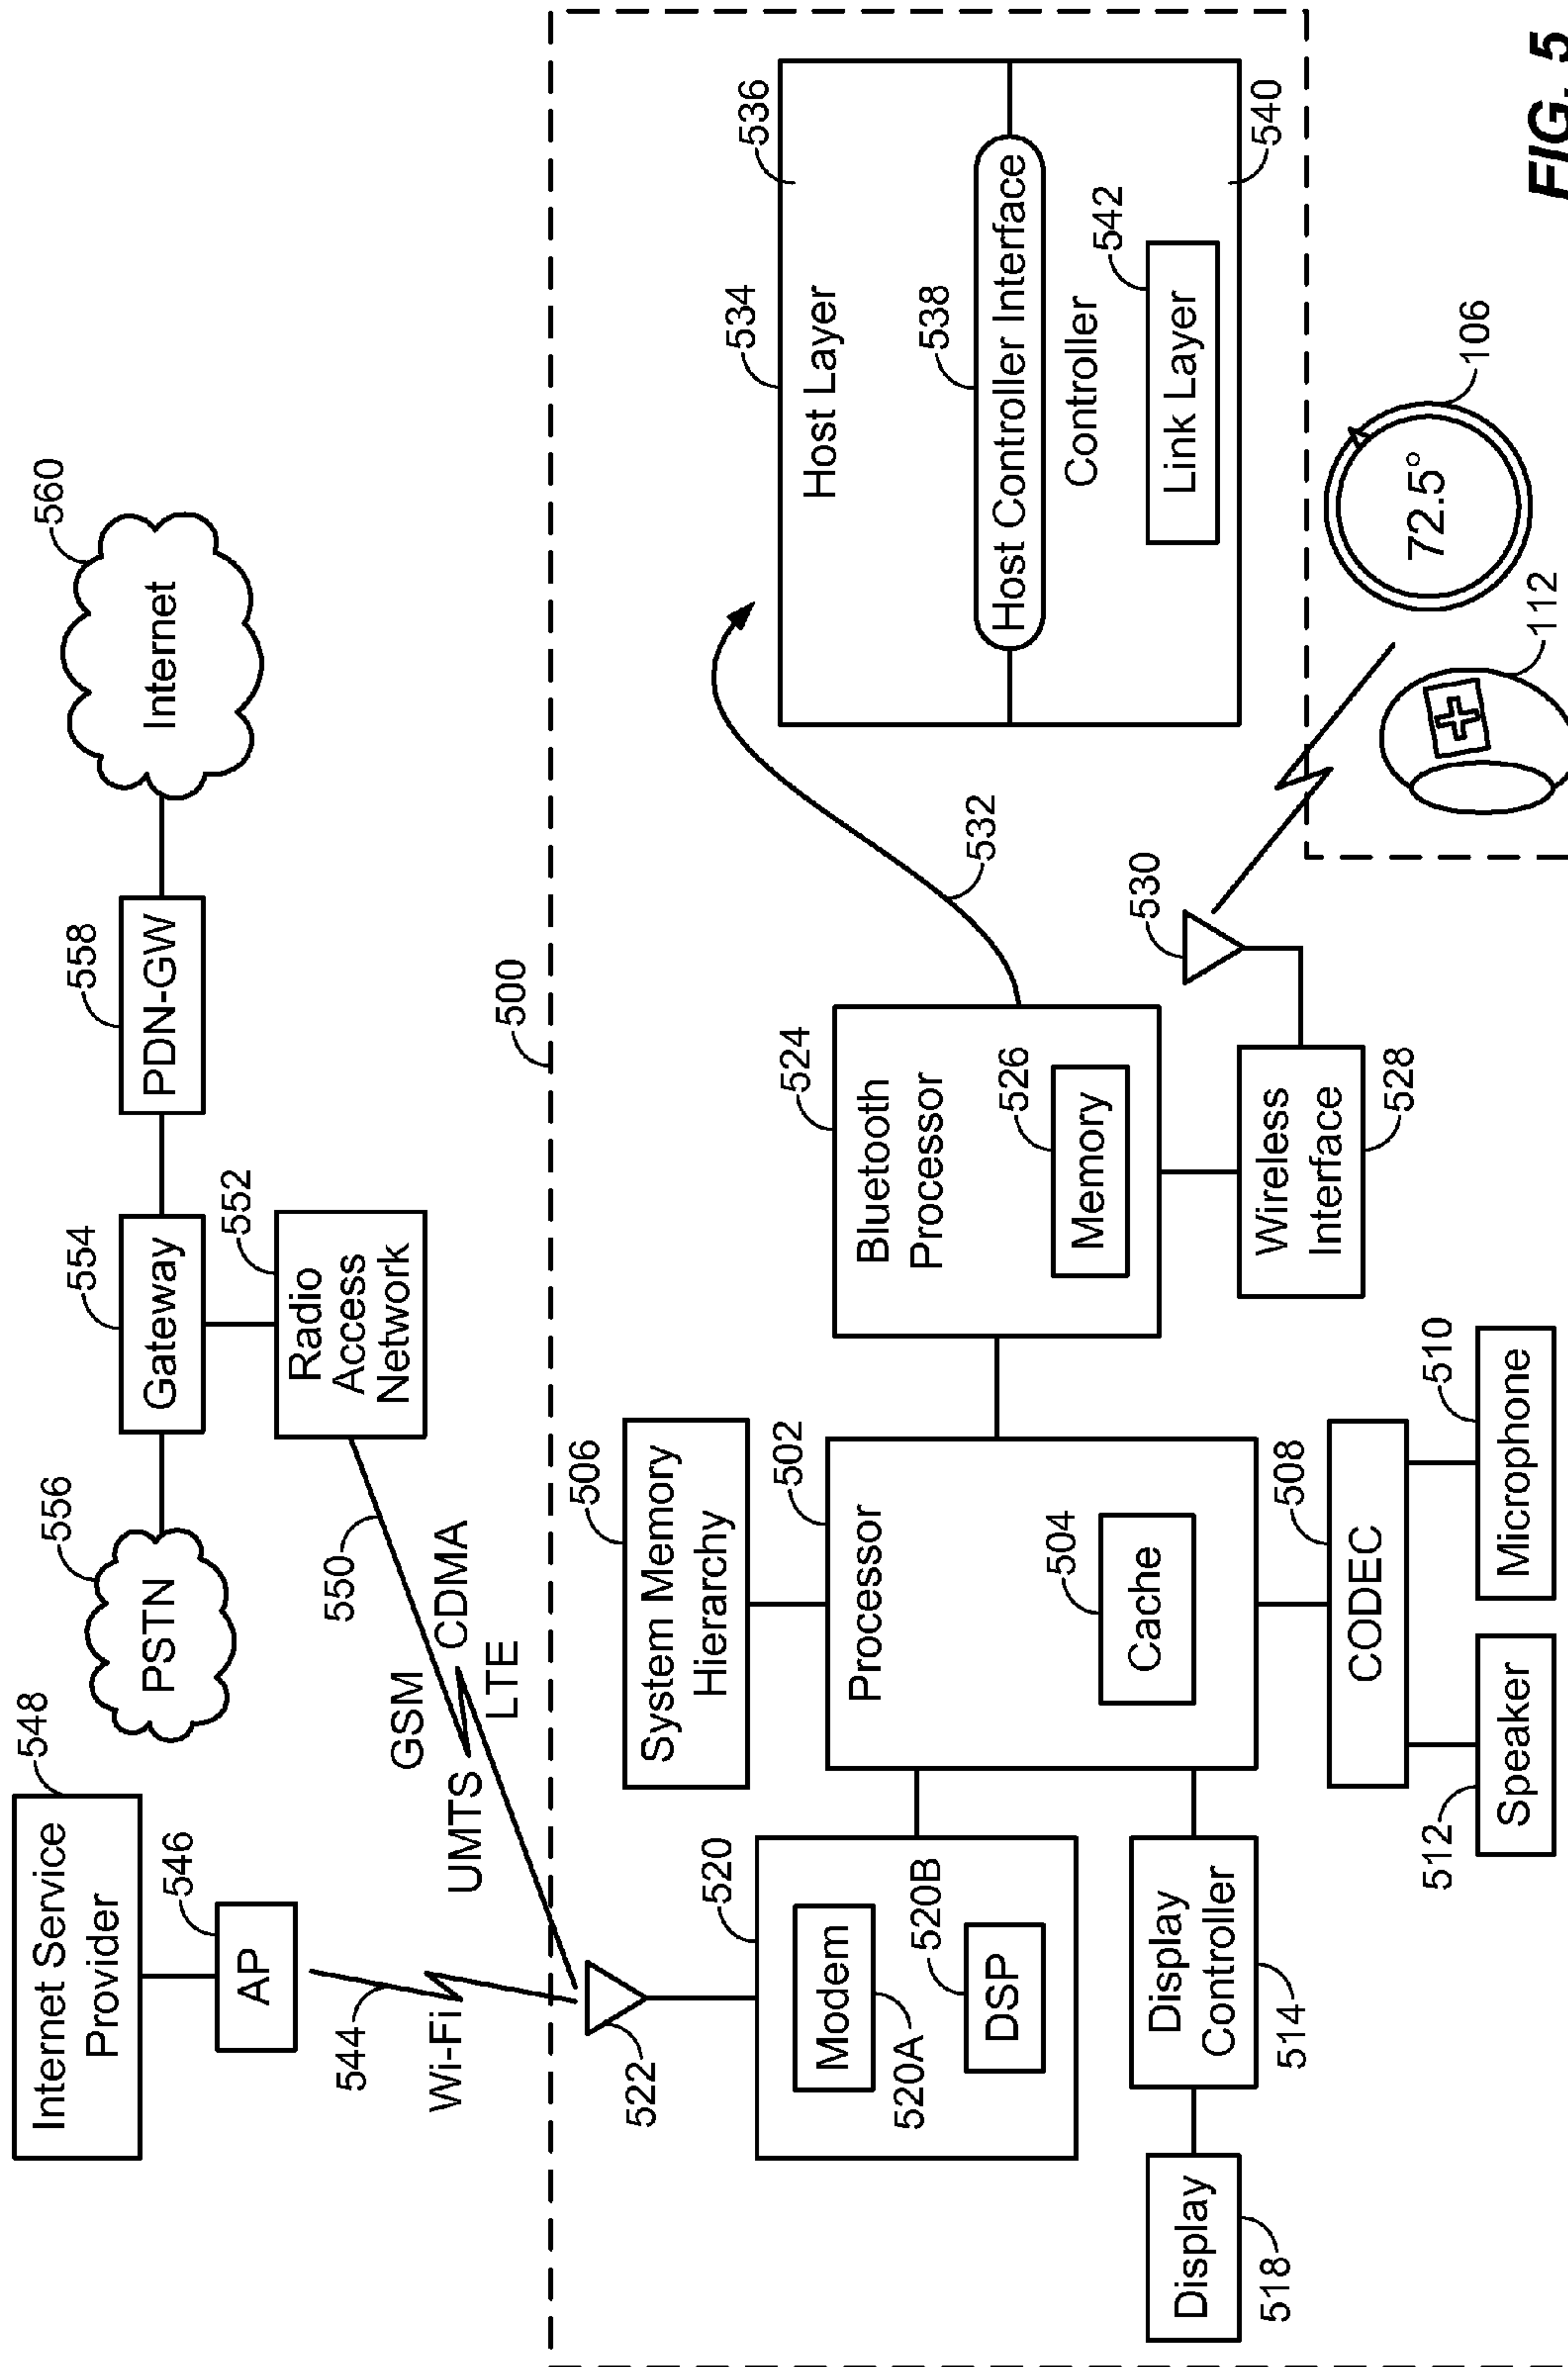 548
Internet Service
Provider
546
AP
544
Wi-Fi
556
PSTN
554
Gateway
558
PDN-GW
560
Internet
552
Radio
Access
Network
550
GSM
CDMA
UMTS
LTE
500
522
520
Modem
520A
520B
DSP
506
System Memory
Hierarchy
502
Processor
504
Cache
524
Bluetooth
Processor
526
Memory
532
534
Host Layer
536
538
Host Controller Interface
Controller
542
Link Layer
540
530
Wireless
Interface
528
Display
518
Display
Controller
514
508
CODEC
512
Speaker
510
Microphone
112
72.5°
106
FIG. 5